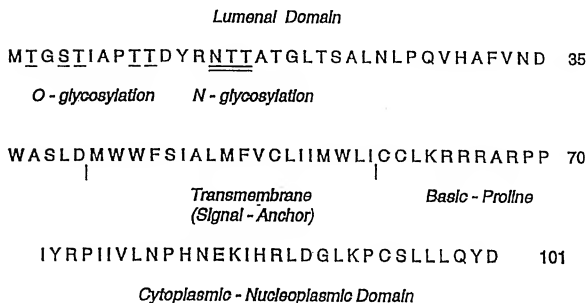 Lumenal Domain
MTGSTIAPTTDYRNTTATGLTSALNLPQVHAFVND 35
O - glycosylation N - glycosylation
WASLDMWWFSIALMFVCLIIMWLICCLKRRRARPP 70
Transmembrane Basic - Proline
(Signal - Anchor)
IYRPIIVLNPHNEKIHRLDGLKPCSLLLQYD 101
Cytoplasmic - Nucleoplasmic Domain